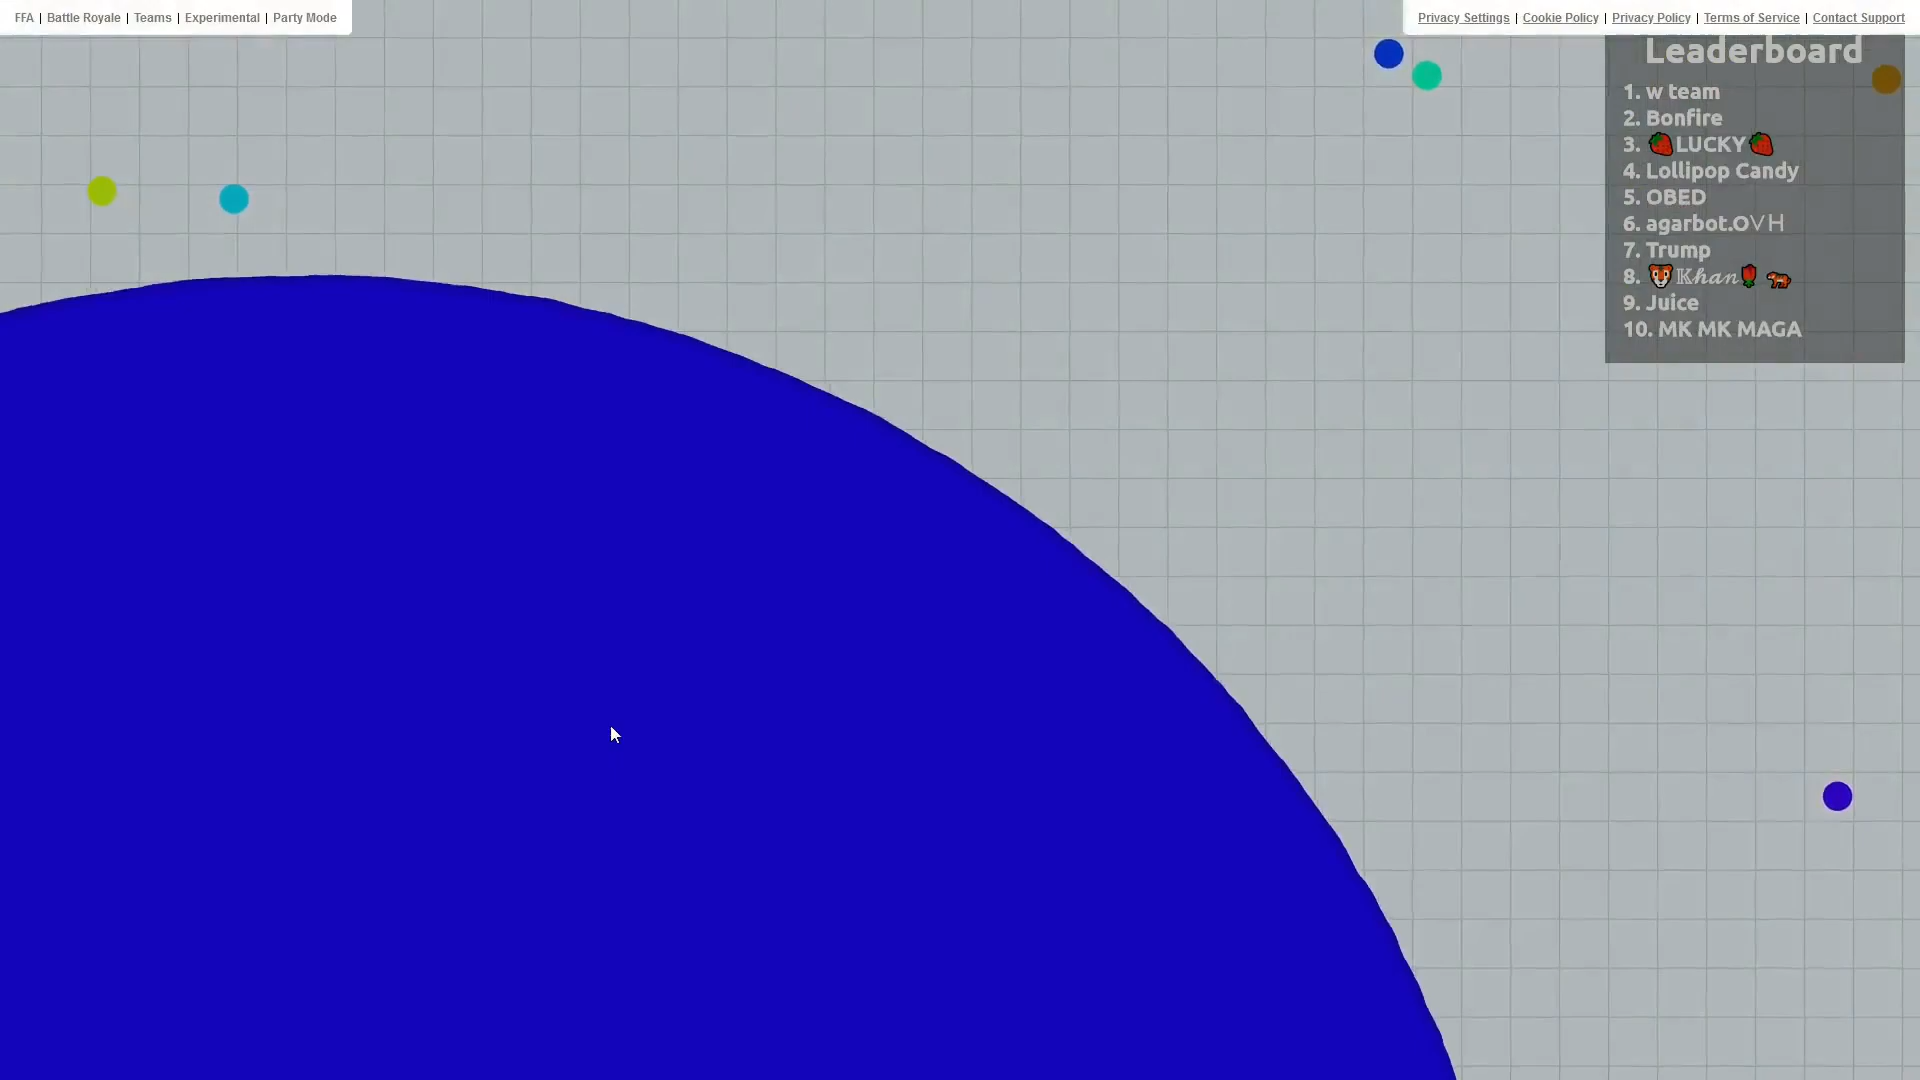 FFA | Battle Royale | Teams | Experimental | Party Mode
Privacy Settings | Cookie Policy | Privacy Policy | Terms of Service | Contact Support
Leaderboard
1. w team
2. Bonfire
3. 🍓LUCKY🍓
4. Lollipop Candy
5. OBED
6. agarbot.OVH
7. Trump
8. 🐯𝕂𝒽𝒶𝓃🌹🐅
9. Juice
10. MK MK MAGA